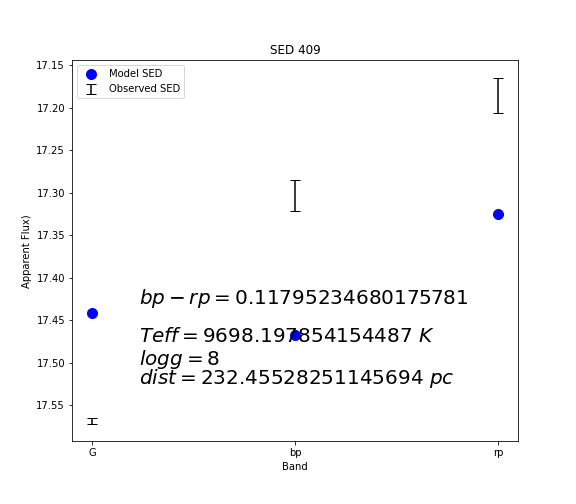 SED 409
17.15
17.20
17.25
17.30
17.35
17.40
17.45
17.50
17.55
Apparent Flux)
Model SED
Observed SED
bp − rp = 0.11795234680175781
Teff = 9698.197854154487 K
logg = 8
dist = 232.45528251145694 pc
G
bp
rp
Band